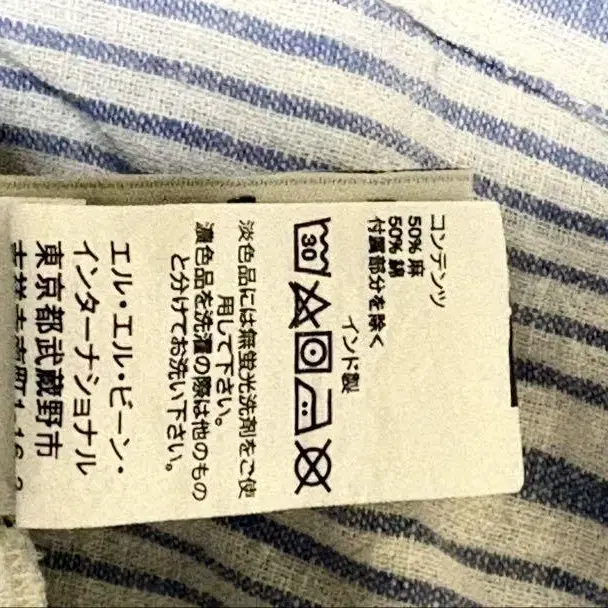 コンテンツ
50% 麻
50% 綿
付属部分を除く
インド製
30
淡色品には無蛍光洗剤をご使
用して下さい。
濃色品を洗濯の際は他のもの
と分けてお洗い下さい。
エル・エル・ビーン・
インターナショナル
東京都武蔵野市